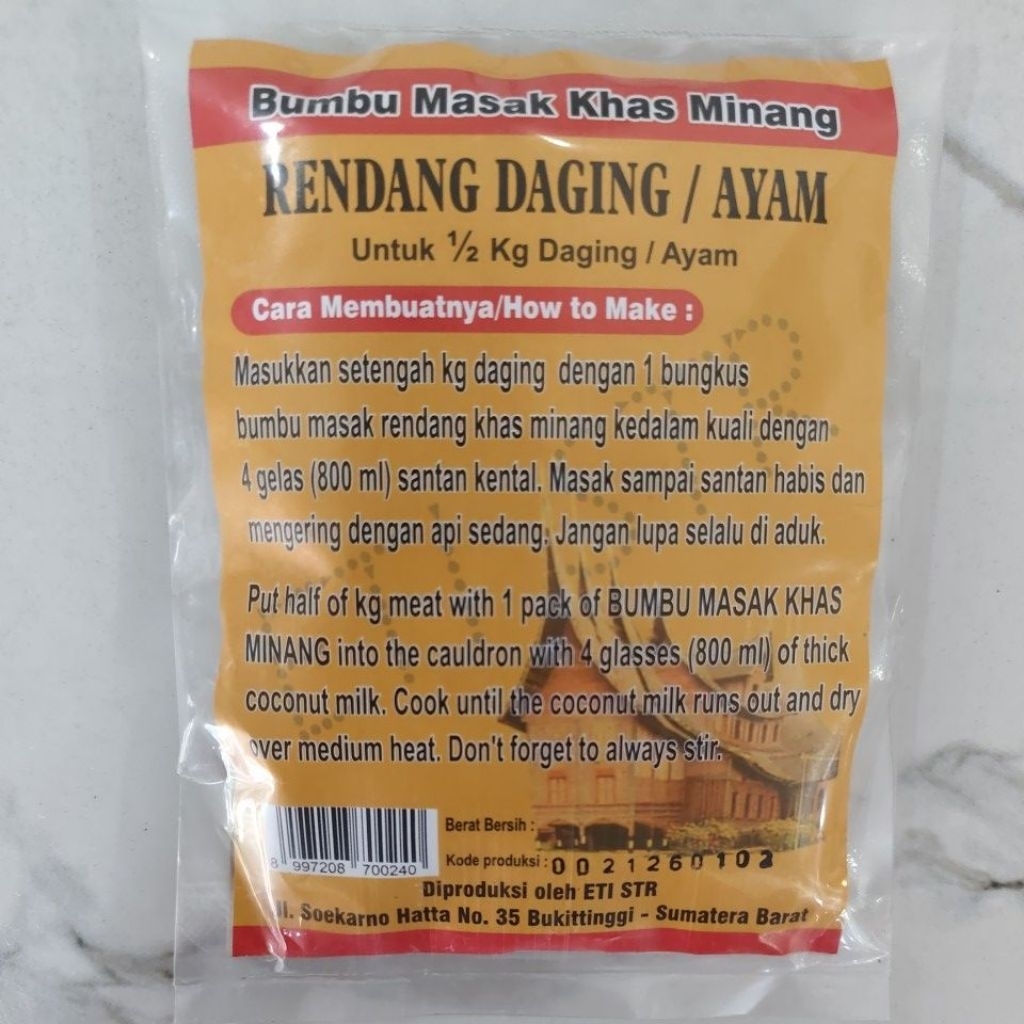 Bumbu Masak Khas Minang
RENDANG DAGING / AYAM
Untuk ½ Kg Daging / Ayam
Cara Membuatnya/How to Make :
Masukkan setengah kg daging dengan 1 bungkus
bumbu masak rendang khas minang kedalam kuali dengan
4 gelas (800 ml) santan kental. Masak sampai santan habis dan
mengering dengan api sedang. Jangan lupa selalu di aduk.
Put half of kg meat with 1 pack of BUMBU MASAK KHAS
MINANG into the cauldron with 4 glasses (800 ml) of thick
coconut milk. Cook until the coconut milk runs out and dry
over medium heat. Don't forget to always stir.
8 997208 700240
Berat Bersih :
Kode produksi : 0021260102
Diproduksi oleh ETI STR
Jl. Soekarno Hatta No. 35 Bukittinggi - Sumatera Barat